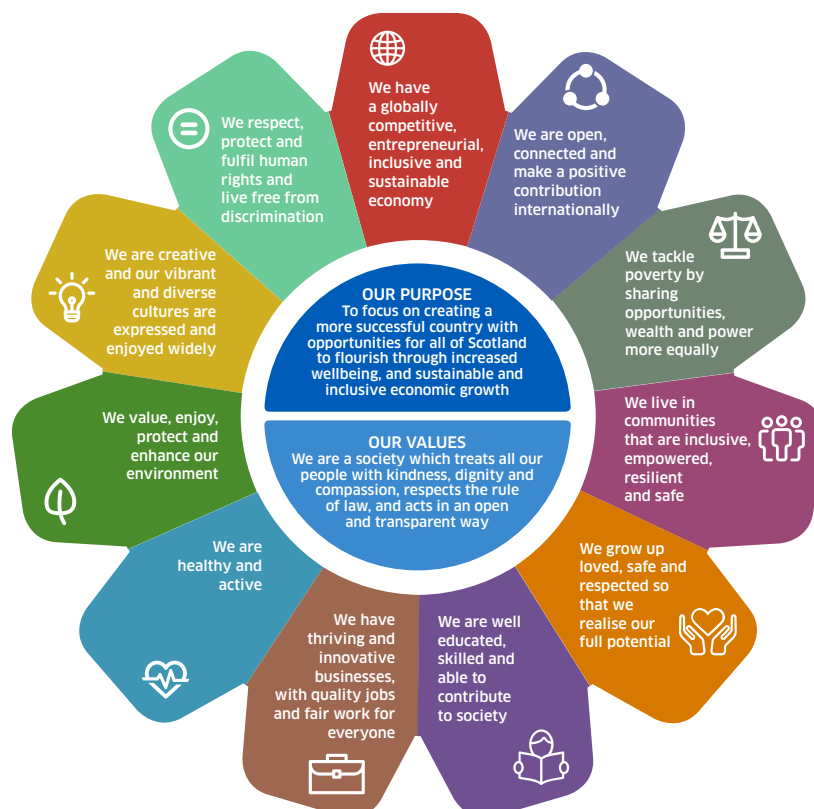 We have
a globally
competitive,
entrepreneurial,
inclusive and
sustainable
economy
We are open,
connected and
make a positive
contribution
internationally
We tackle
poverty by
sharing
opportunities,
wealth and power
more equally
We live in
communities
that are inclusive,
empowered,
resilient
and safe
We grow up
loved, safe and
respected so
that we
realise our
full potential
We are well
educated,
skilled and
able to
contribute
to society
We have
thriving and
innovative
businesses,
with quality jobs
and fair work for
everyone
We are
healthy and
active
We value, enjoy,
protect and
enhance our
environment
We are creative
and our vibrant
and diverse
cultures are
expressed and
enjoyed widely
We respect,
protect and
fulfil human
rights and
live free from
discrimination
OUR PURPOSE
To focus on creating a
more successful country with
opportunities for all of Scotland
to flourish through increased
wellbeing, and sustainable and
inclusive economic growth
OUR VALUES
We are a society which treats all our
people with kindness, dignity and
compassion, respects the rule
of law, and acts in an open
and transparent way